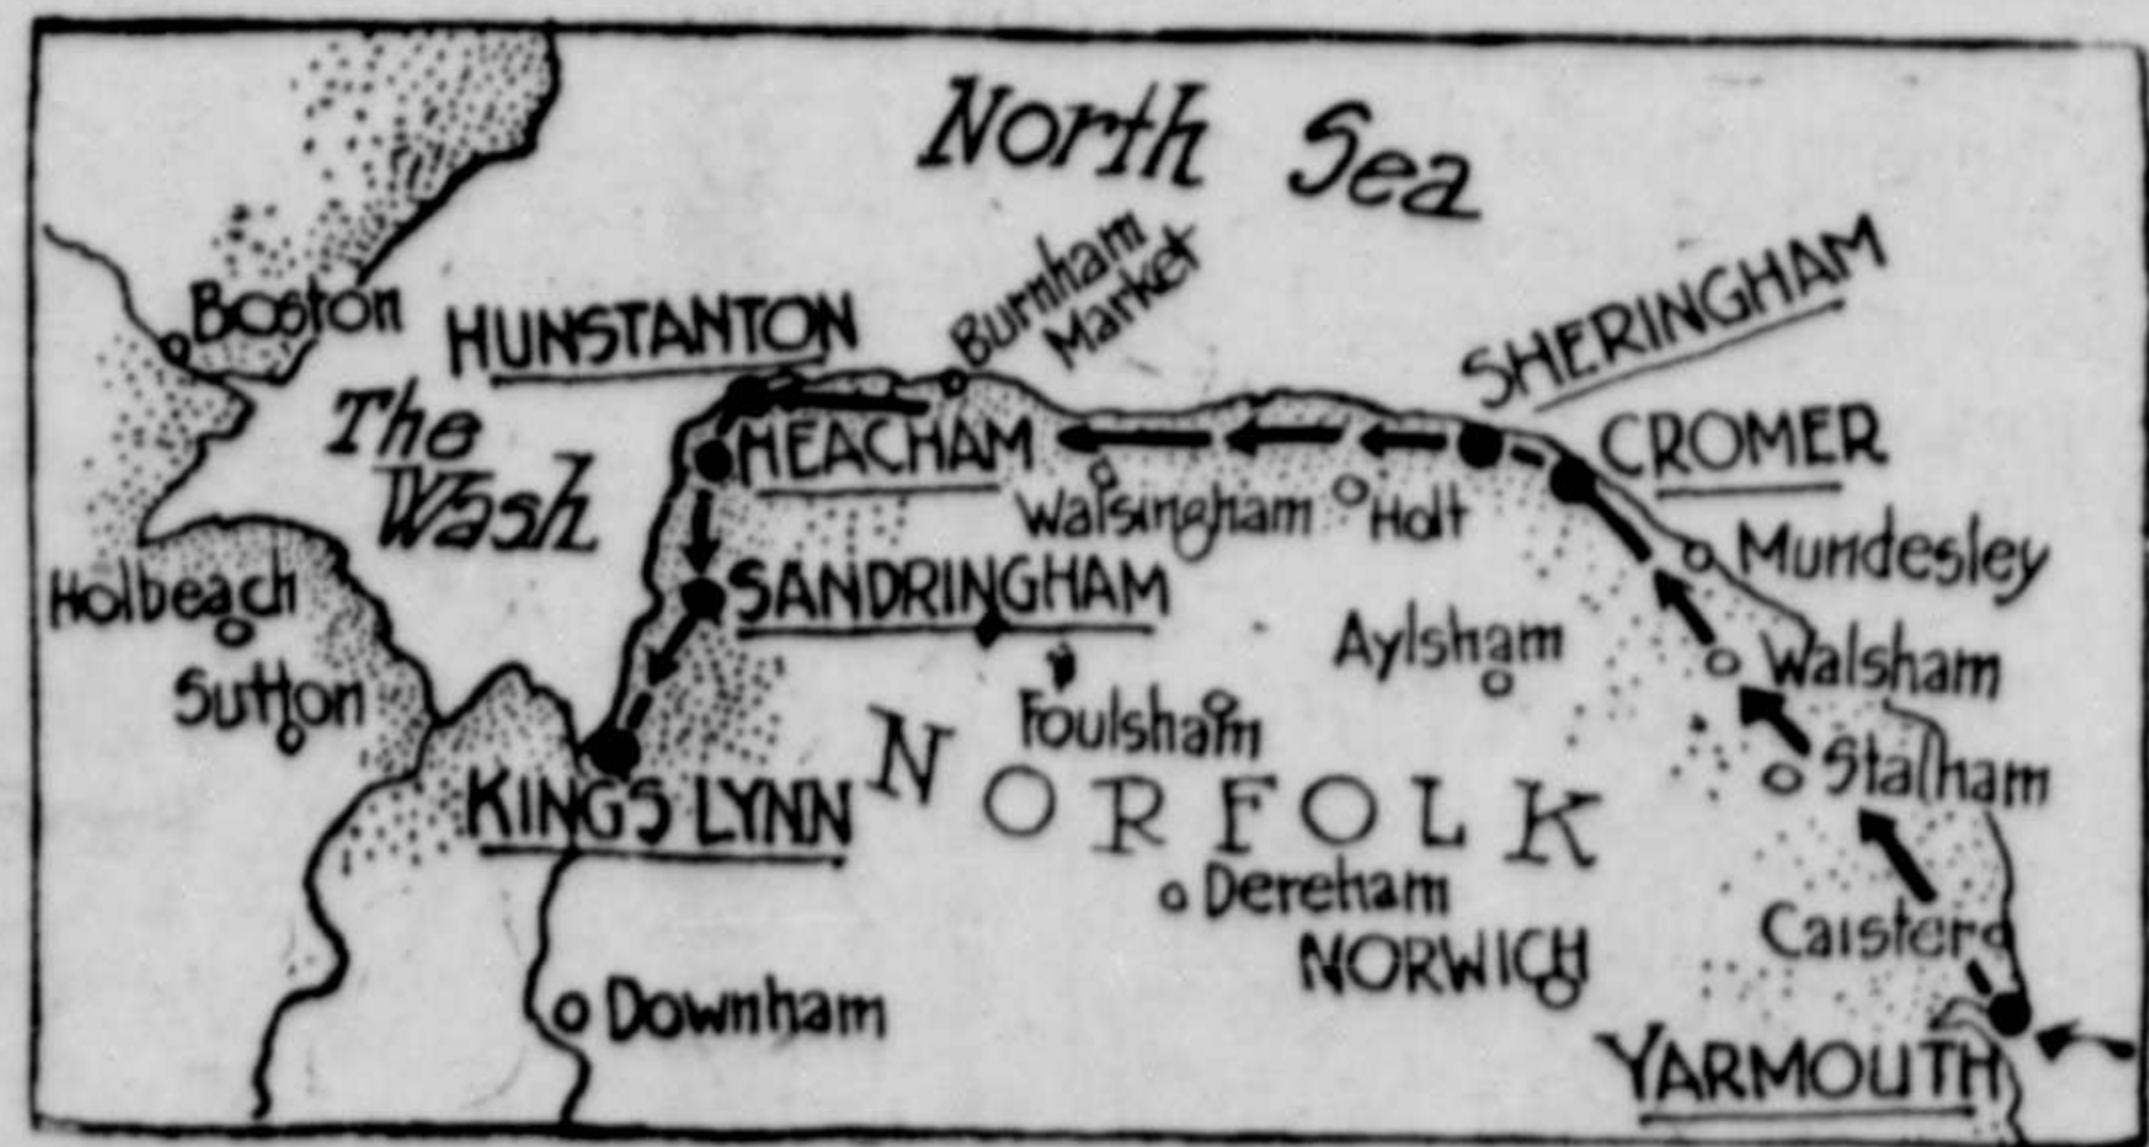 North Sea
Boston
HUNSTANTON
Burnham
Market
SHERINGHAM
The
Wash
HEACHAM
CROMER
Walsingham
Holt
Mundesley
Holbeach
SANDRINGHAM
Aylsham
Walsham
Sutton
Foulsham
Stalham
KINGS LYNN
NORFOLK
Dereham
Caister
NORWICH
Downham
YARMOUTH